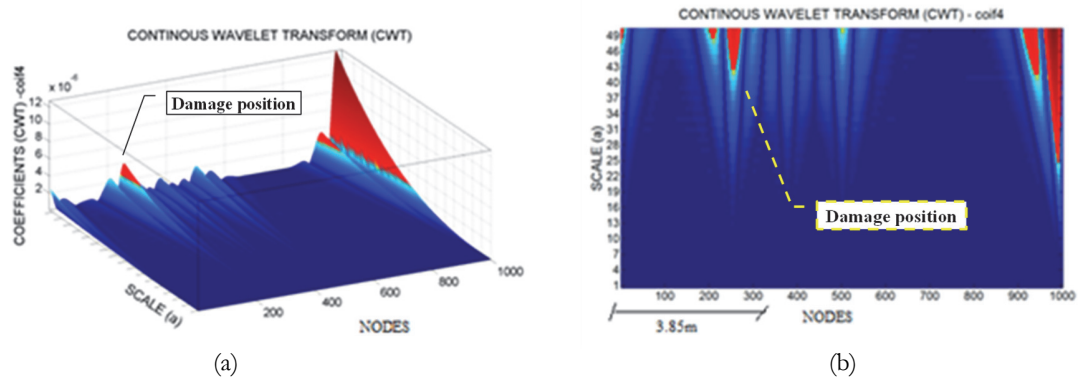 CONTINOUS WAVELET TRANSFORM (CWT)
x 10⁻⁶
12
10
8
6
4
2
COEFFICIENTS (CWT) -coif4
Damage position
SCALE (a)
200
400
600
800
1000
NODES
(a)
CONTINOUS WAVELET TRANSFORM (CWT) - coif4
49
46
43
40
37
34
31
28
25
22
19
16
13
10
7
4
1
SCALE (a)
Damage position
100 200 300 400 500 600 700 800 900 1000
3.85m
NODES
(b)